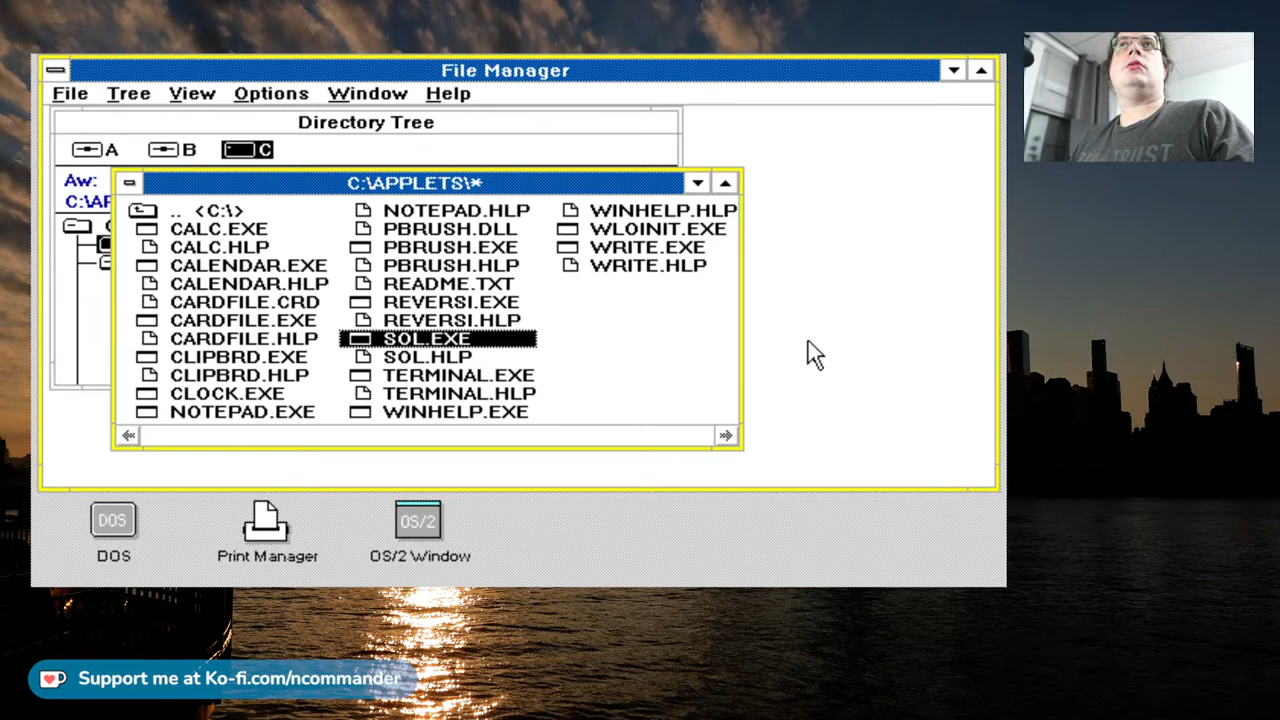 File Manager
File Tree View Options Window Help
Directory Tree
A B C
C:\APPLETS\*
.. <C:\> NOTEPAD.HLP WINHELP.HLP
CALC.EXE PBRUSH.DLL WLOINIT.EXE
CALC.HLP PBRUSH.EXE WRITE.EXE
CALENDAR.EXE PBRUSH.HLP WRITE.HLP
CALENDAR.HLP README.TXT
CARDFILE.CRD REVERSI.EXE
CARDFILE.EXE REVERSI.HLP
CARDFILE.HLP SOL.EXE
CLIPBRD.EXE SOL.HLP
CLIPBRD.HLP TERMINAL.EXE
CLOCK.EXE TERMINAL.HLP
NOTEPAD.EXE WINHELP.EXE
DOS OS/2
DOS Print Manager OS/2 Window
Support me at Ko-fi.com/ncommander